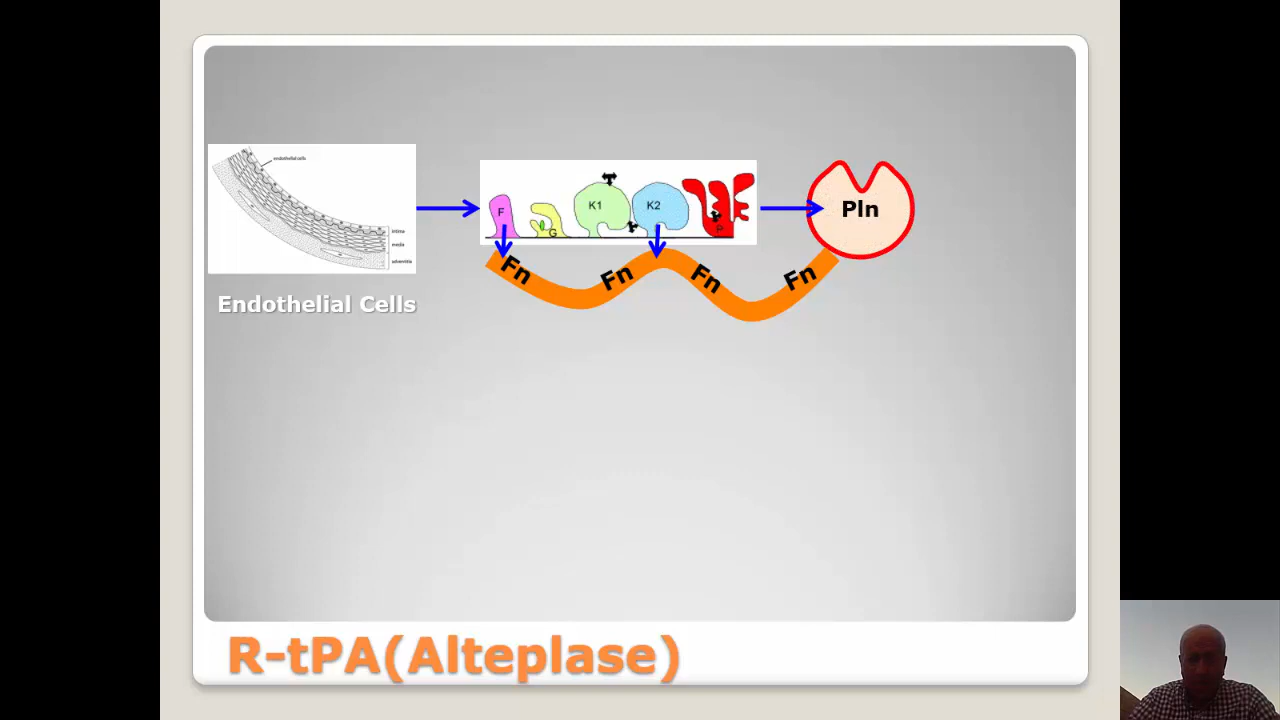 endothelial cells
intima
media
adventitia
Endothelial Cells
F
G
K1
K2
P
Pln
Fn
Fn
Fn
Fn
R-tPA(Alteplase)